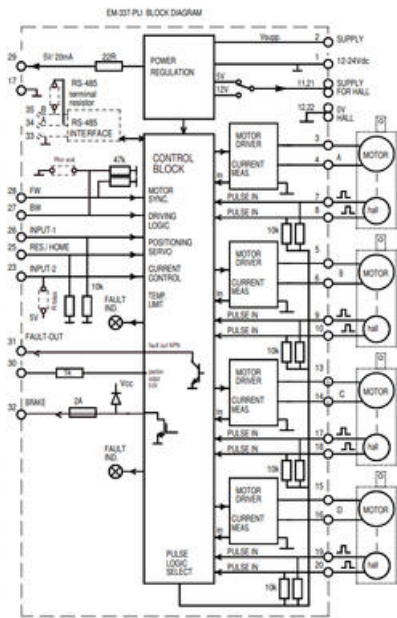 EM-337-PLI BLOCK DIAGRAM
29
5V/ 20mA
22R
POWER
REGULATION
Vsupp.
2
SUPPLY
1
12-24Vdc
17
5V
12V
11,21
SUPPLY
FOR HALL
12,22
0V
HALL
RS-485
terminal
resistor
35
B
34
A
33
RS-485
INTERFACE
47k
CONTROL
BLOCK
MOTOR
SYNC.
DRIVING
LOGIC
POSITIONING
SERVO
CURRENT
CONTROL
TEMP.
LIMIT
28
FW
27
BW
26
INPUT-1
25
RES./ HOME
23
INPUT-2
5V
10k
FAULT
IND.
31
FAULT-OUT
fault out NPN
30
1k
32
BRAKE
2A
Vcc
FAULT
IND.
PULSE
LOGIC
SELECT
MOTOR
DRIVER
CURRENT
MEAS.
3
4
A
MOTOR
PULSE IN
7
PULSE IN
8
hall
10k
MOTOR
DRIVER
CURRENT
MEAS.
5
6
B
MOTOR
PULSE IN
9
PULSE IN
10
hall
10k
MOTOR
DRIVER
CURRENT
MEAS.
13
14
C
MOTOR
PULSE IN
17
PULSE IN
18
hall
10k
MOTOR
DRIVER
CURRENT
MEAS.
15
16
D
MOTOR
PULSE IN
19
PULSE IN
20
hall
10k